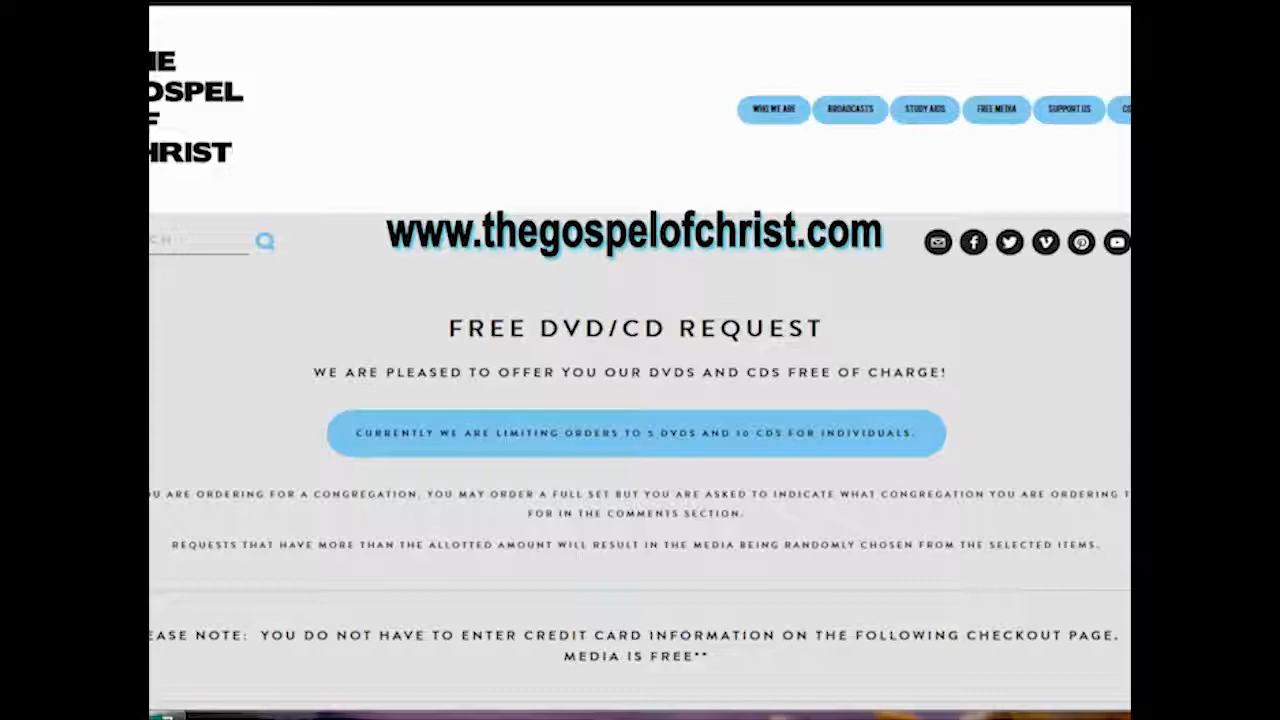 HE
OSPEL
F
HRIST
WHO WE ARE BROADCASTS STUDY AIDS FREE MEDIA SUPPORT US CO
CH
www.thegospelofchrist.com
FREE DVD/CD REQUEST
WE ARE PLEASED TO OFFER YOU OUR DVDS AND CDS FREE OF CHARGE!
CURRENTLY WE ARE LIMITING ORDERS TO 5 DVDS AND 10 CDS FOR INDIVIDUALS.
OU ARE ORDERING FOR A CONGREGATION, YOU MAY ORDER A FULL SET BUT YOU ARE ASKED TO INDICATE WHAT CONGREGATION YOU ARE ORDERING T
FOR IN THE COMMENTS SECTION.
REQUESTS THAT HAVE MORE THAN THE ALLOTTED AMOUNT WILL RESULT IN THE MEDIA BEING RANDOMLY CHOSEN FROM THE SELECTED ITEMS.
EASE NOTE: YOU DO NOT HAVE TO ENTER CREDIT CARD INFORMATION ON THE FOLLOWING CHECKOUT PAGE.
MEDIA IS FREE**